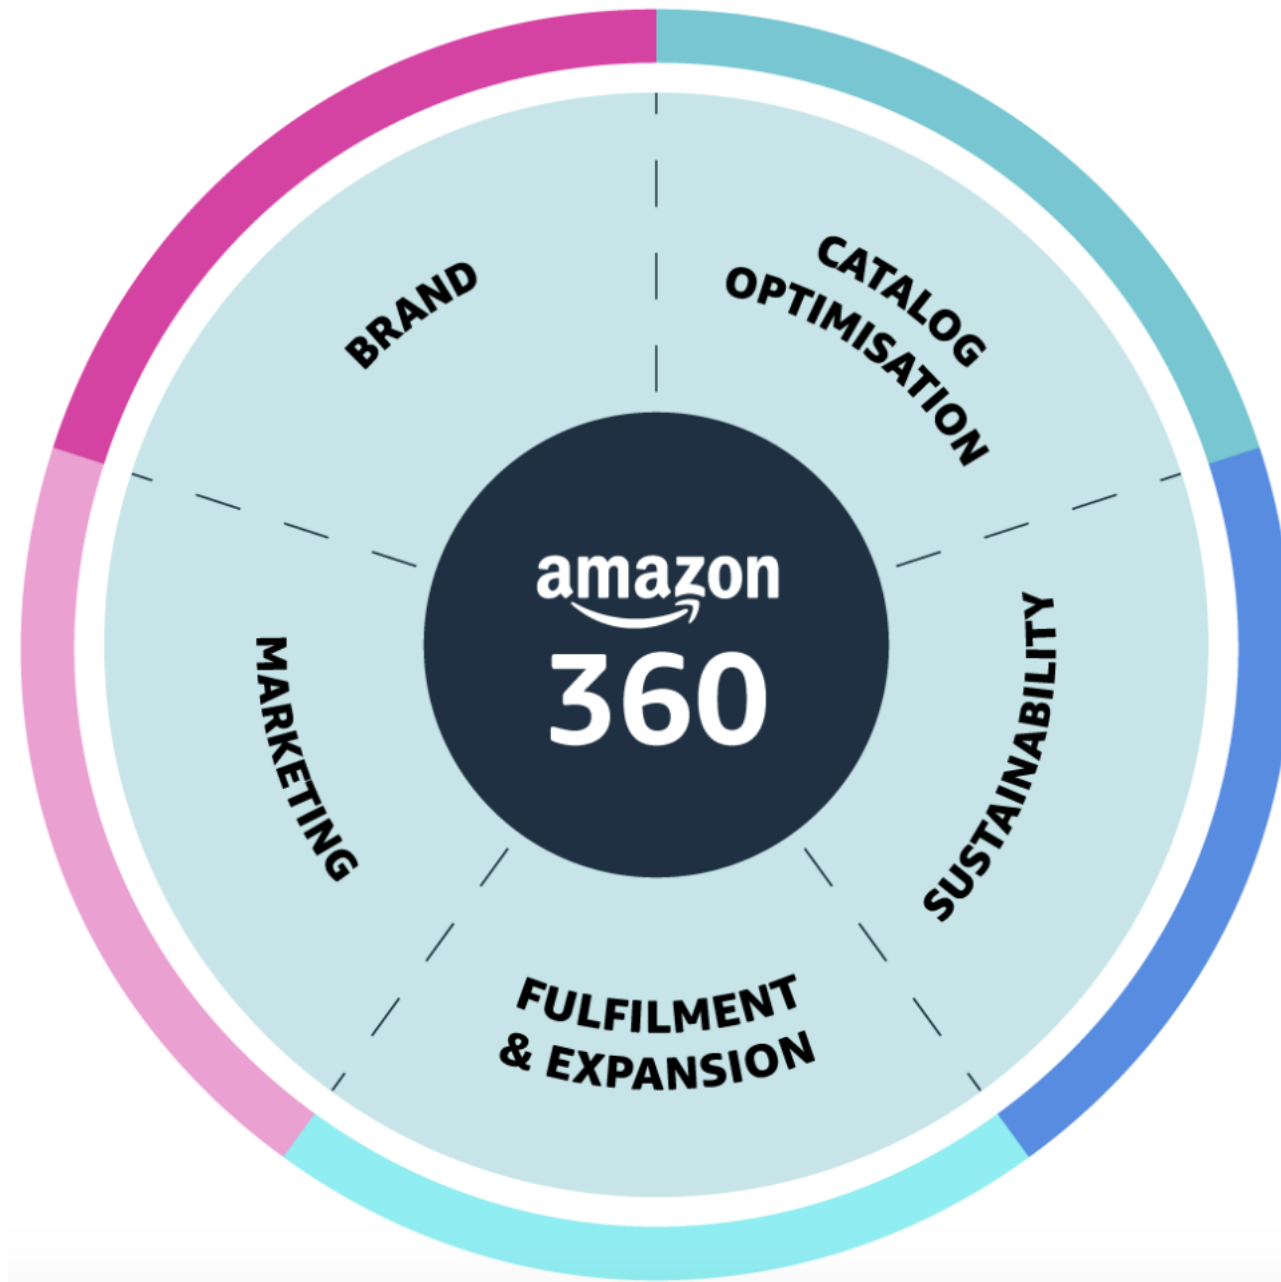 BRAND
CATALOG
OPTIMISATION
amazon
360
SUSTAINABILITY
MARKETING
FULFILMENT
& EXPANSION